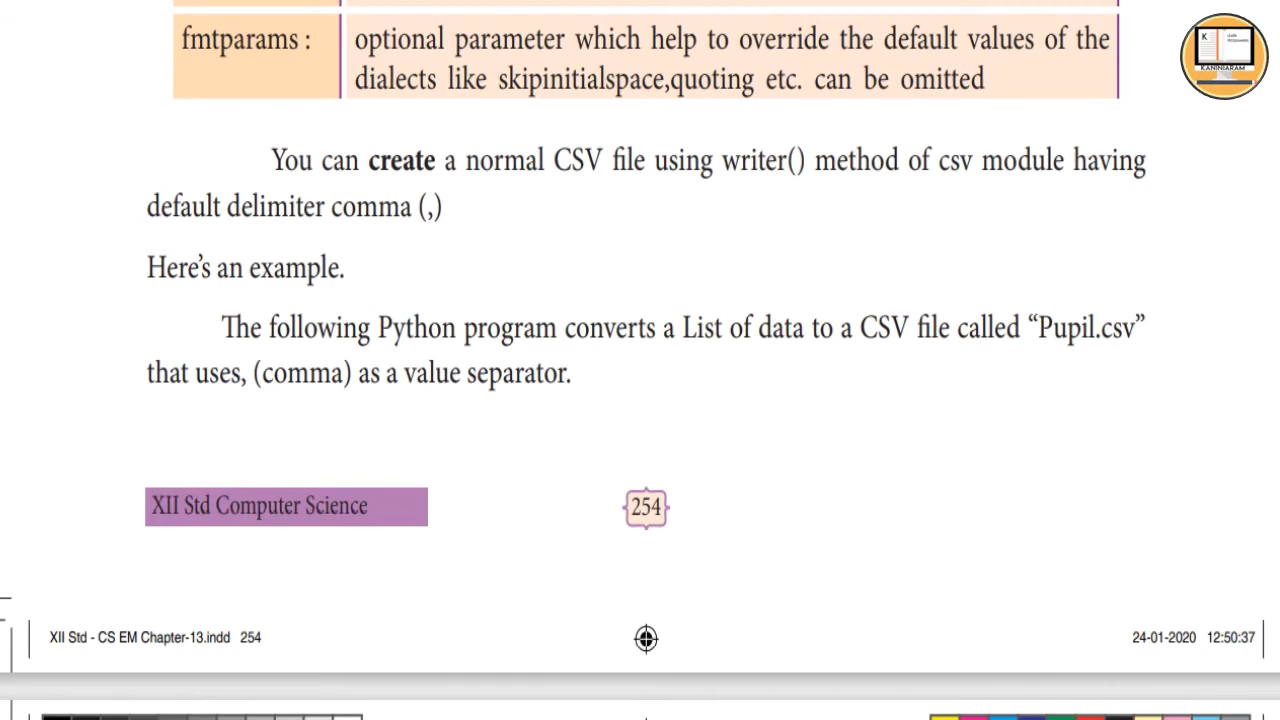 fmtparams :
optional parameter which help to override the default values of the
dialects like skipinitialspace,quoting etc. can be omitted
You can create a normal CSV file using writer() method of csv module having
default delimiter comma (,)
Here's an example.
The following Python program converts a List of data to a CSV file called “Pupil.csv”
that uses, (comma) as a value separator.
XII Std Computer Science
254
XII Std - CS EM Chapter-13.indd 254
24-01-2020 12:50:37
K
KANINIARAM